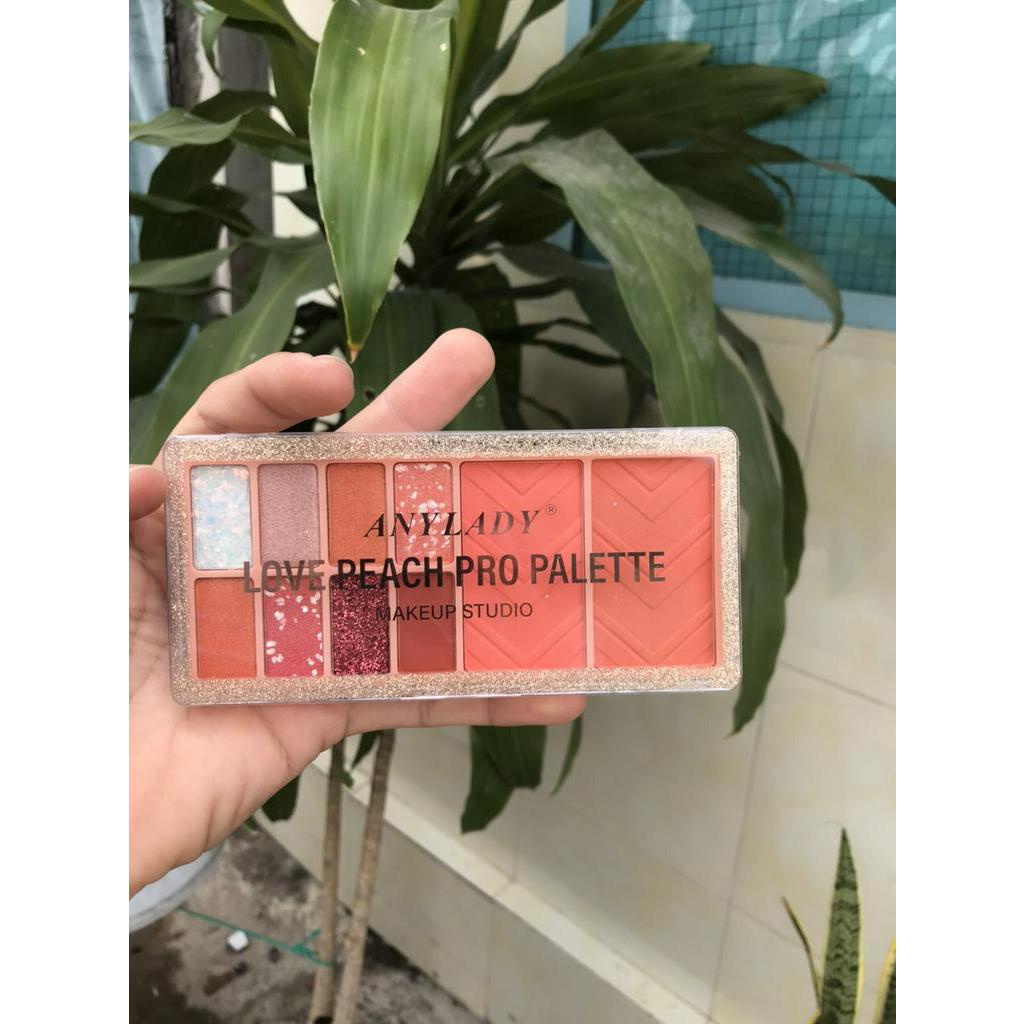 ANYLADY®
LOVE PEACH PRO PALETTE
MAKEUP STUDIO